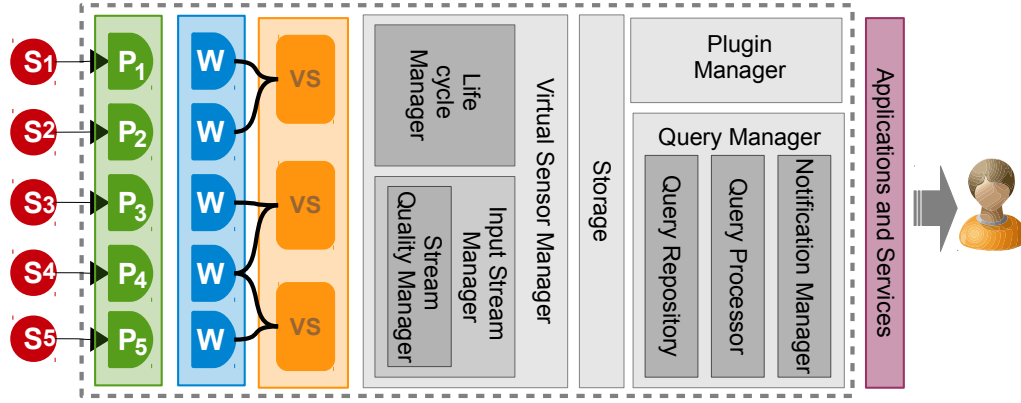 S1
S2
S3
S4
S5
P1
P2
P3
P4
P5
W
W
W
W
W
VS
VS
VS
Life
cycle
Manager
Virtual Sensor Manager
Input Stream
Manager
Stream
Quality Manager
Storage
Plugin
Manager
Query Manager
Query Repository
Query Processor
Notification Manager
Applications and Services